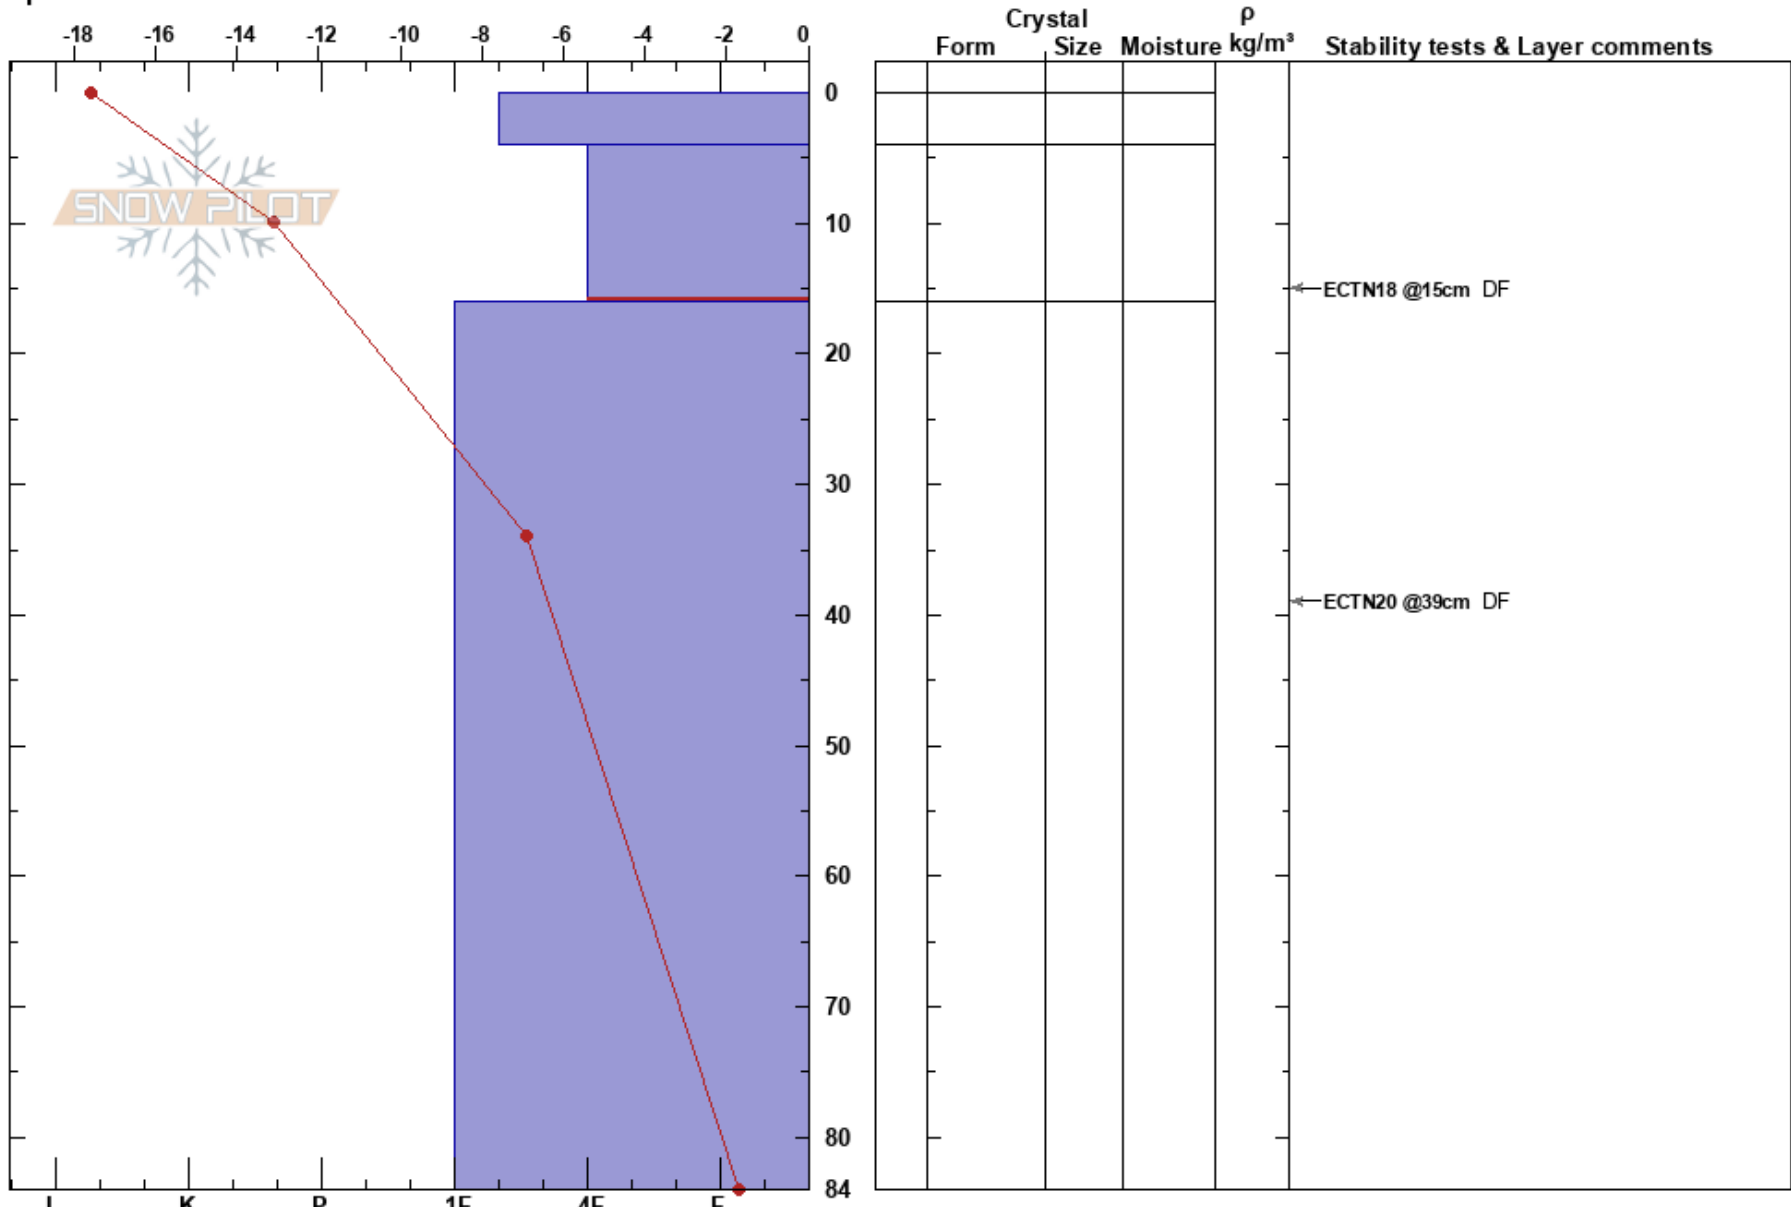 -18 -16 -14 -12 -10 -8 -6 -4 -2 0
Crystal ρ
Form Size Moisture kg/m³ Stability tests & Layer comments
0
SNOW PILOT
10
ECTN18 @15cm DF
20
30
ECTN20 @39cm DF
40
50
60
70
80
84
I K P 1F 4F F